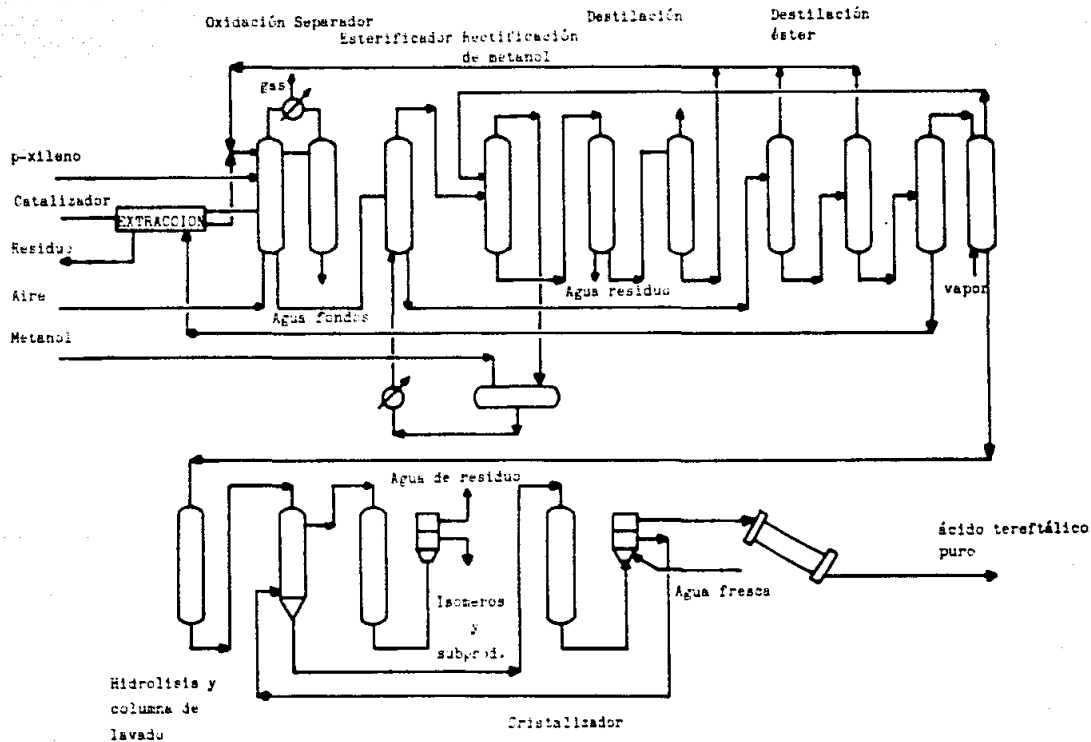 Oxidación Separador
Esterificador Rectificación
de metanol
Destilación
Destilación
éster
gas
p-xileno
Catalizador
EXTRACCION
Residuo
Aire
Agua fondos
Metanol
Agua residuo
vapor
Agua de residuo
Isomeros
y
subprod.
Agua fresca
ácido tereftálico
puro
Hidrolisis y
columna de
lavado
Cristalizador